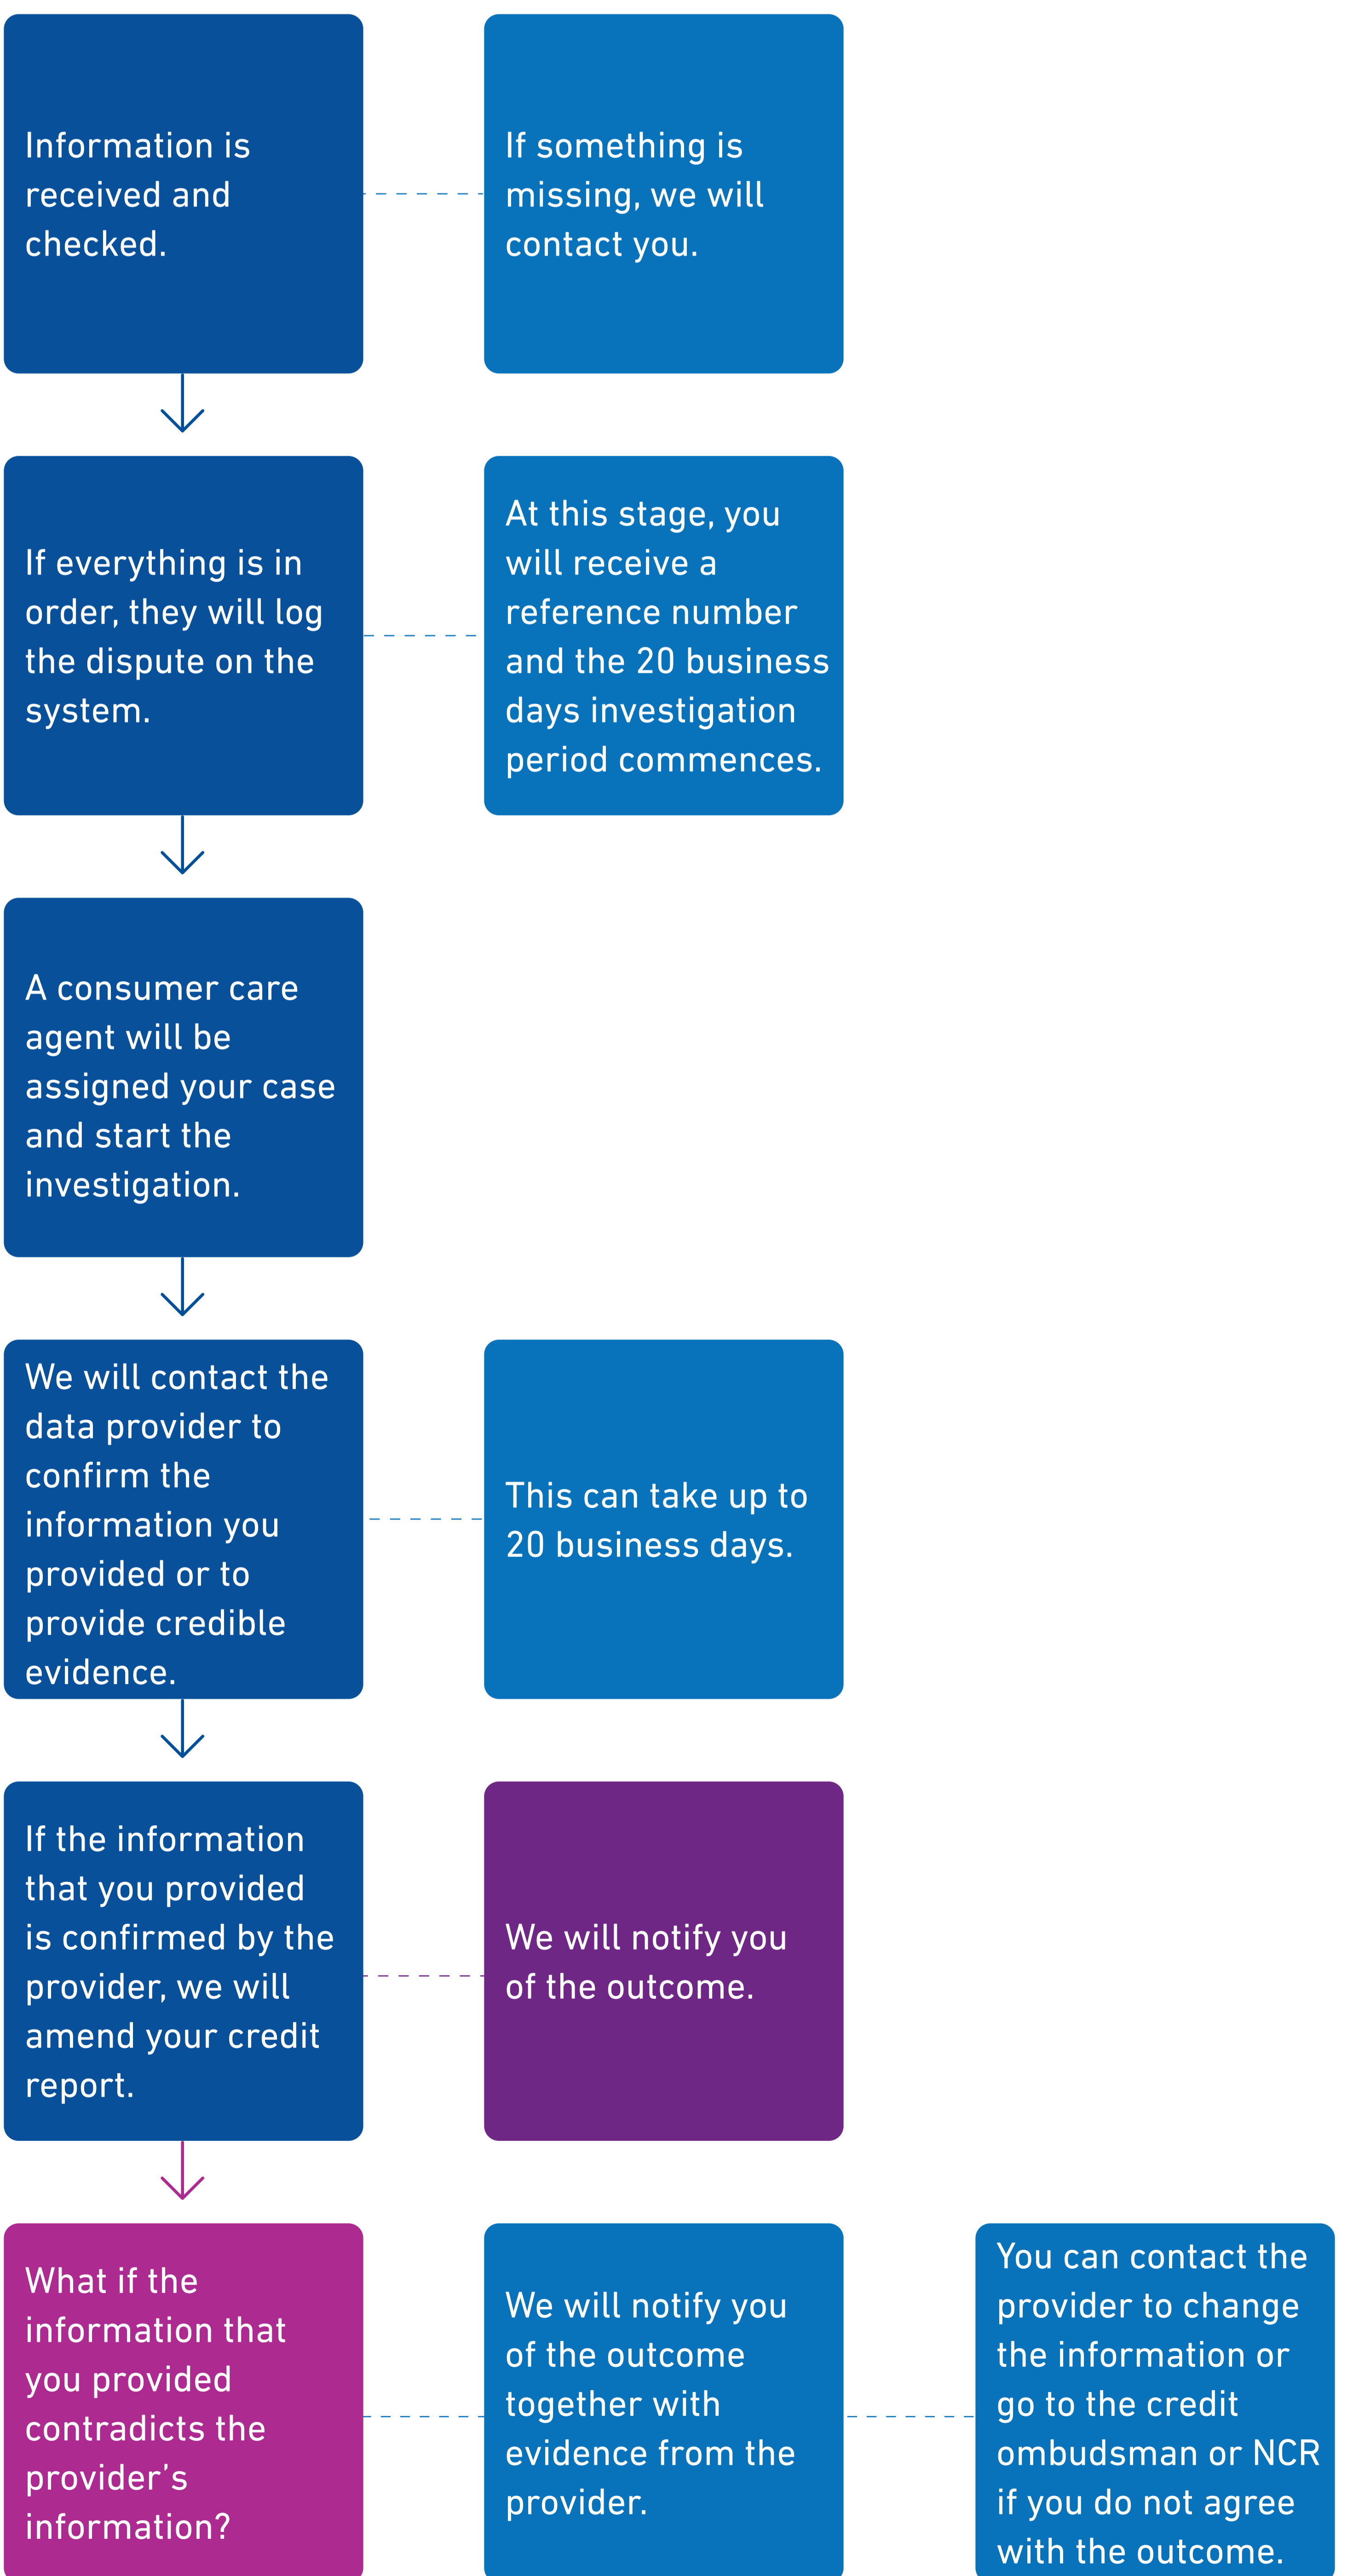 Information is
received and
checked.
If something is
missing, we will
contact you.
If everything is in
order, they will log
the dispute on the
system.
At this stage, you
will receive a
reference number
and the 20 business
days investigation
period commences.
A consumer care
agent will be
assigned your case
and start the
investigation.
We will contact the
data provider to
confirm the
information you
provided or to
provide credible
evidence.
This can take up to
20 business days.
If the information
that you provided
is confirmed by the
provider, we will
amend your credit
report.
We will notify you
of the outcome.
What if the
information that
you provided
contradicts the
provider’s
information?
We will notify you
of the outcome
together with
evidence from the
provider.
You can contact the
provider to change
the information or
go to the credit
ombudsman or NCR
if you do not agree
with the outcome.